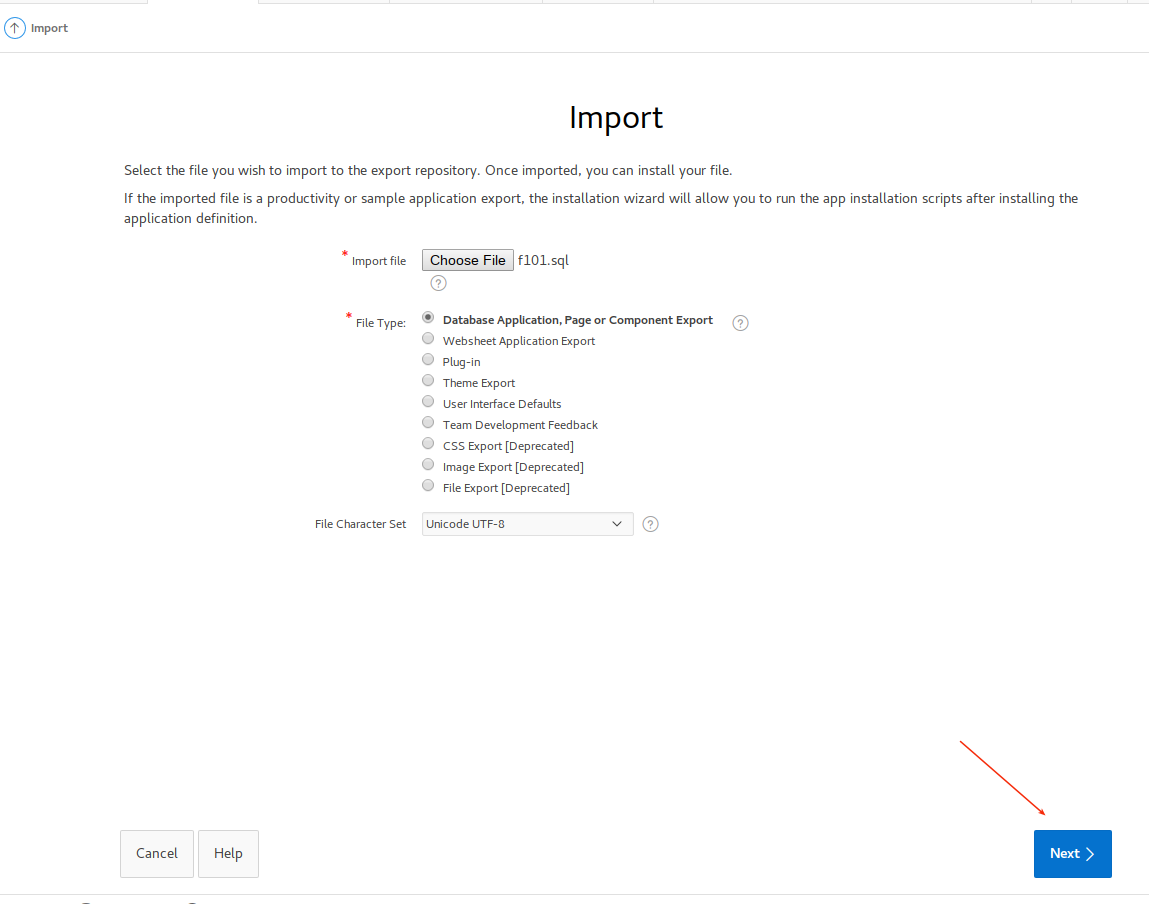 Import
Import
Select the file you wish to import to the export repository. Once imported, you can install your file.
If the imported file is a productivity or sample application export, the installation wizard will allow you to run the app installation scripts after installing the
application definition.
* Import file Choose File f101.sql
?
* File Type: Database Application, Page or Component Export ?
Websheet Application Export
Plug-in
Theme Export
User Interface Defaults
Team Development Feedback
CSS Export [Deprecated]
Image Export [Deprecated]
File Export [Deprecated]
File Character Set Unicode UTF-8 ?
Cancel Help Next >